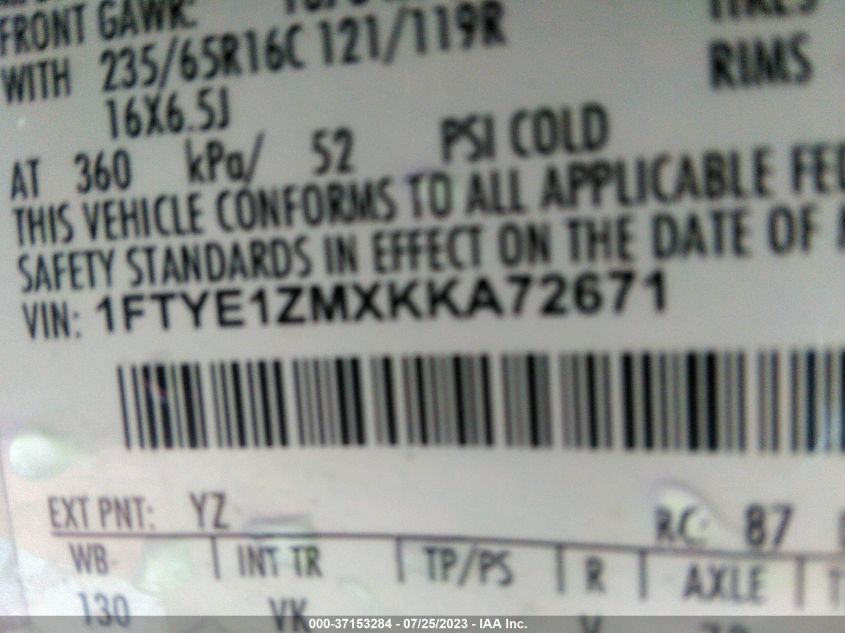 FRONT GAWR:
WITH 235/65R16C 121/119R TIRES
16X6.5J RIMS
AT 360 kPa/ 52 PSI COLD
THIS VEHICLE CONFORMS TO ALL APPLICABLE FED
SAFETY STANDARDS IN EFFECT ON THE DATE OF
VIN: 1FTYE1ZMXKKA72671
EXT PNT: YZ RC: 87
WB INT TR TP/PS R AXLE T
130 VK
000-37153284 - 07/25/2023 - IAA Inc.